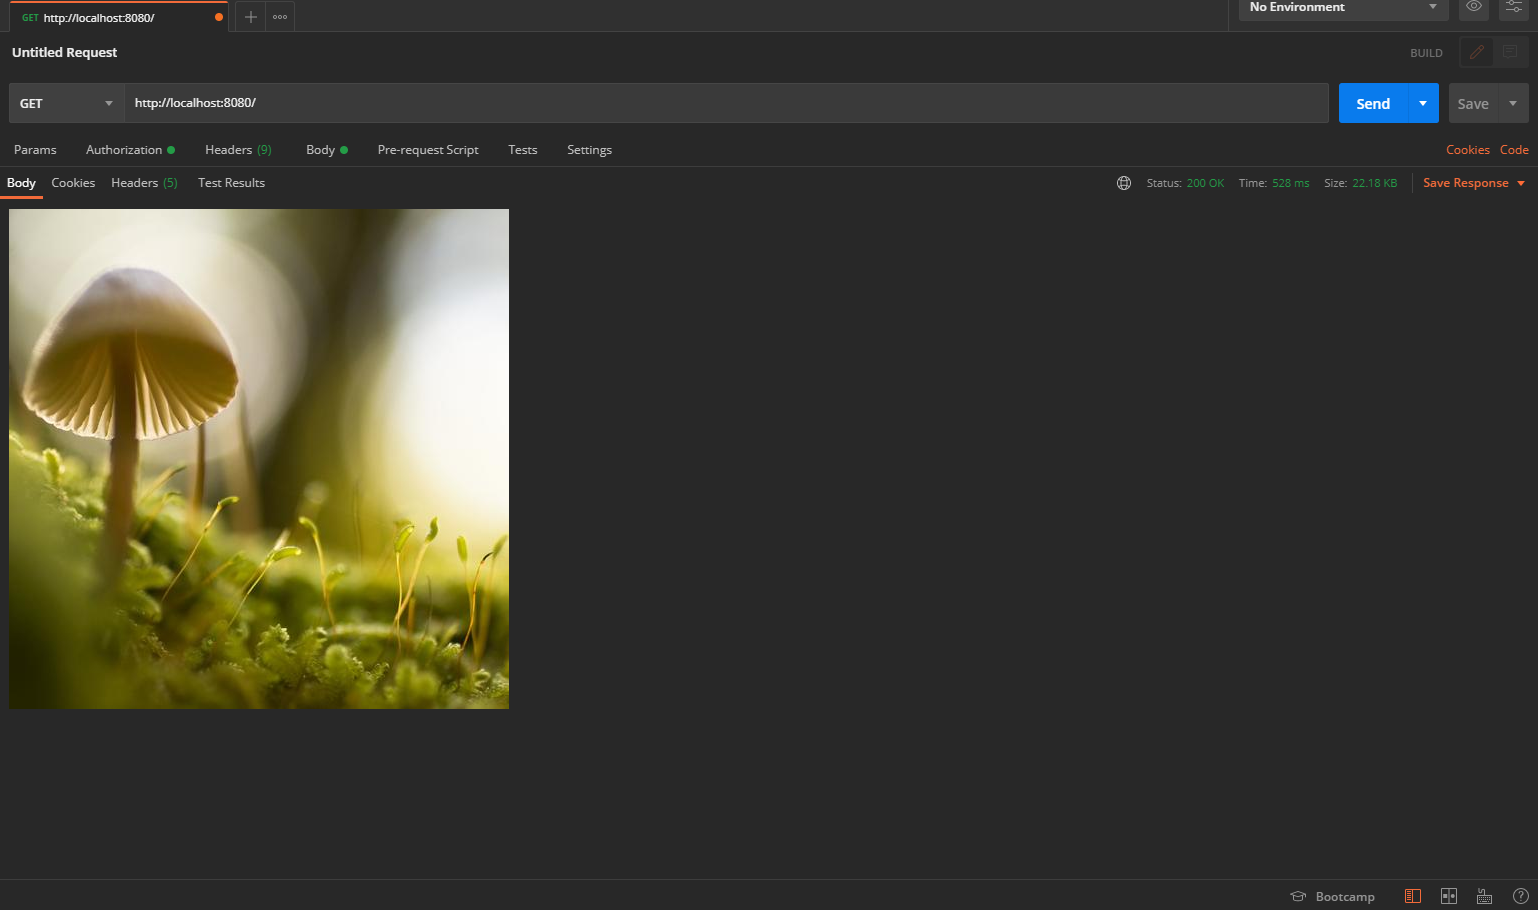 GET http://localhost:8080/
No Environment
Untitled Request
BUILD
GET http://localhost:8080/ Send Save
Params Authorization Headers (9) Body Pre-request Script Tests Settings Cookies Code
Body Cookies Headers (5) Test Results Status: 200 OK Time: 528 ms Size: 22.18 KB Save Response
Bootcamp